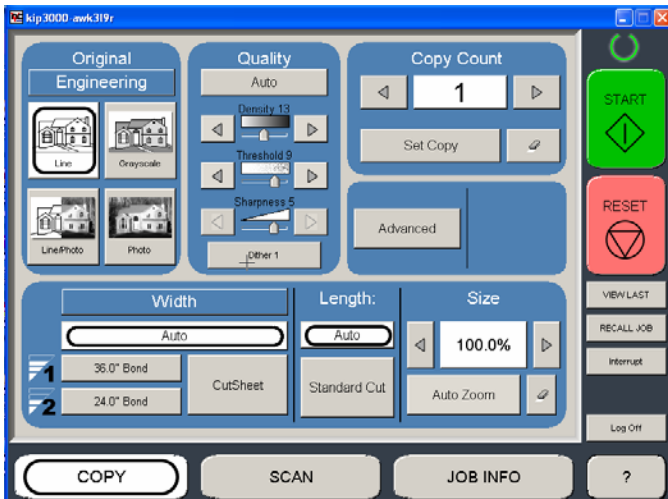 kip3000-awk3l9r
Original
Engineering
Line
Grayscale
Line/Photo
Photo
Quality
Auto
Density 13
Threshold 9
Sharpness 5
Dither 1
Copy Count
1
Set Copy
Advanced
START
RESET
VIEW LAST
RECALL JOB
Interrupt
Log Off
Width
Auto
1
36.0" Bond
2
24.0" Bond
CutSheet
Length:
Auto
Standard Cut
Size
100.0%
Auto Zoom
COPY
SCAN
JOB INFO
?